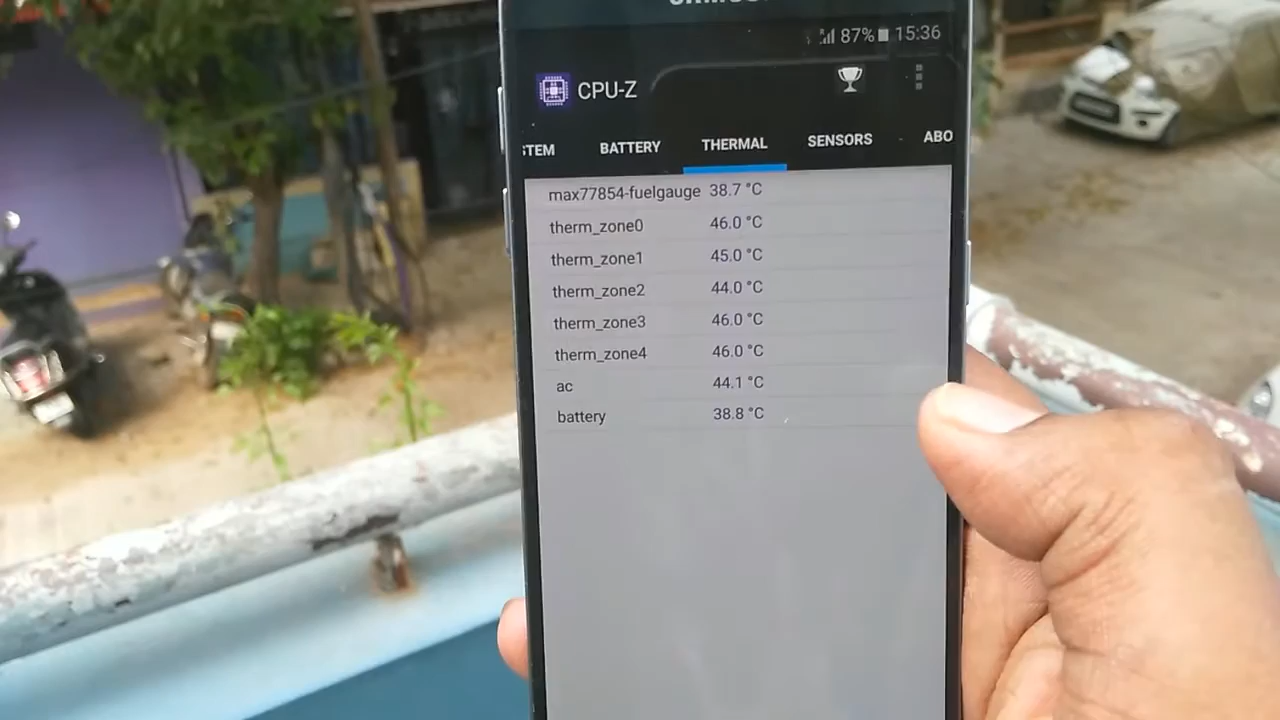 87% 15:36
CPU-Z
STEM BATTERY THERMAL SENSORS ABO
max77854-fuelgauge 38.7 °C
therm_zone0 46.0 °C
therm_zone1 45.0 °C
therm_zone2 44.0 °C
therm_zone3 46.0 °C
therm_zone4 46.0 °C
ac 44.1 °C
battery 38.8 °C